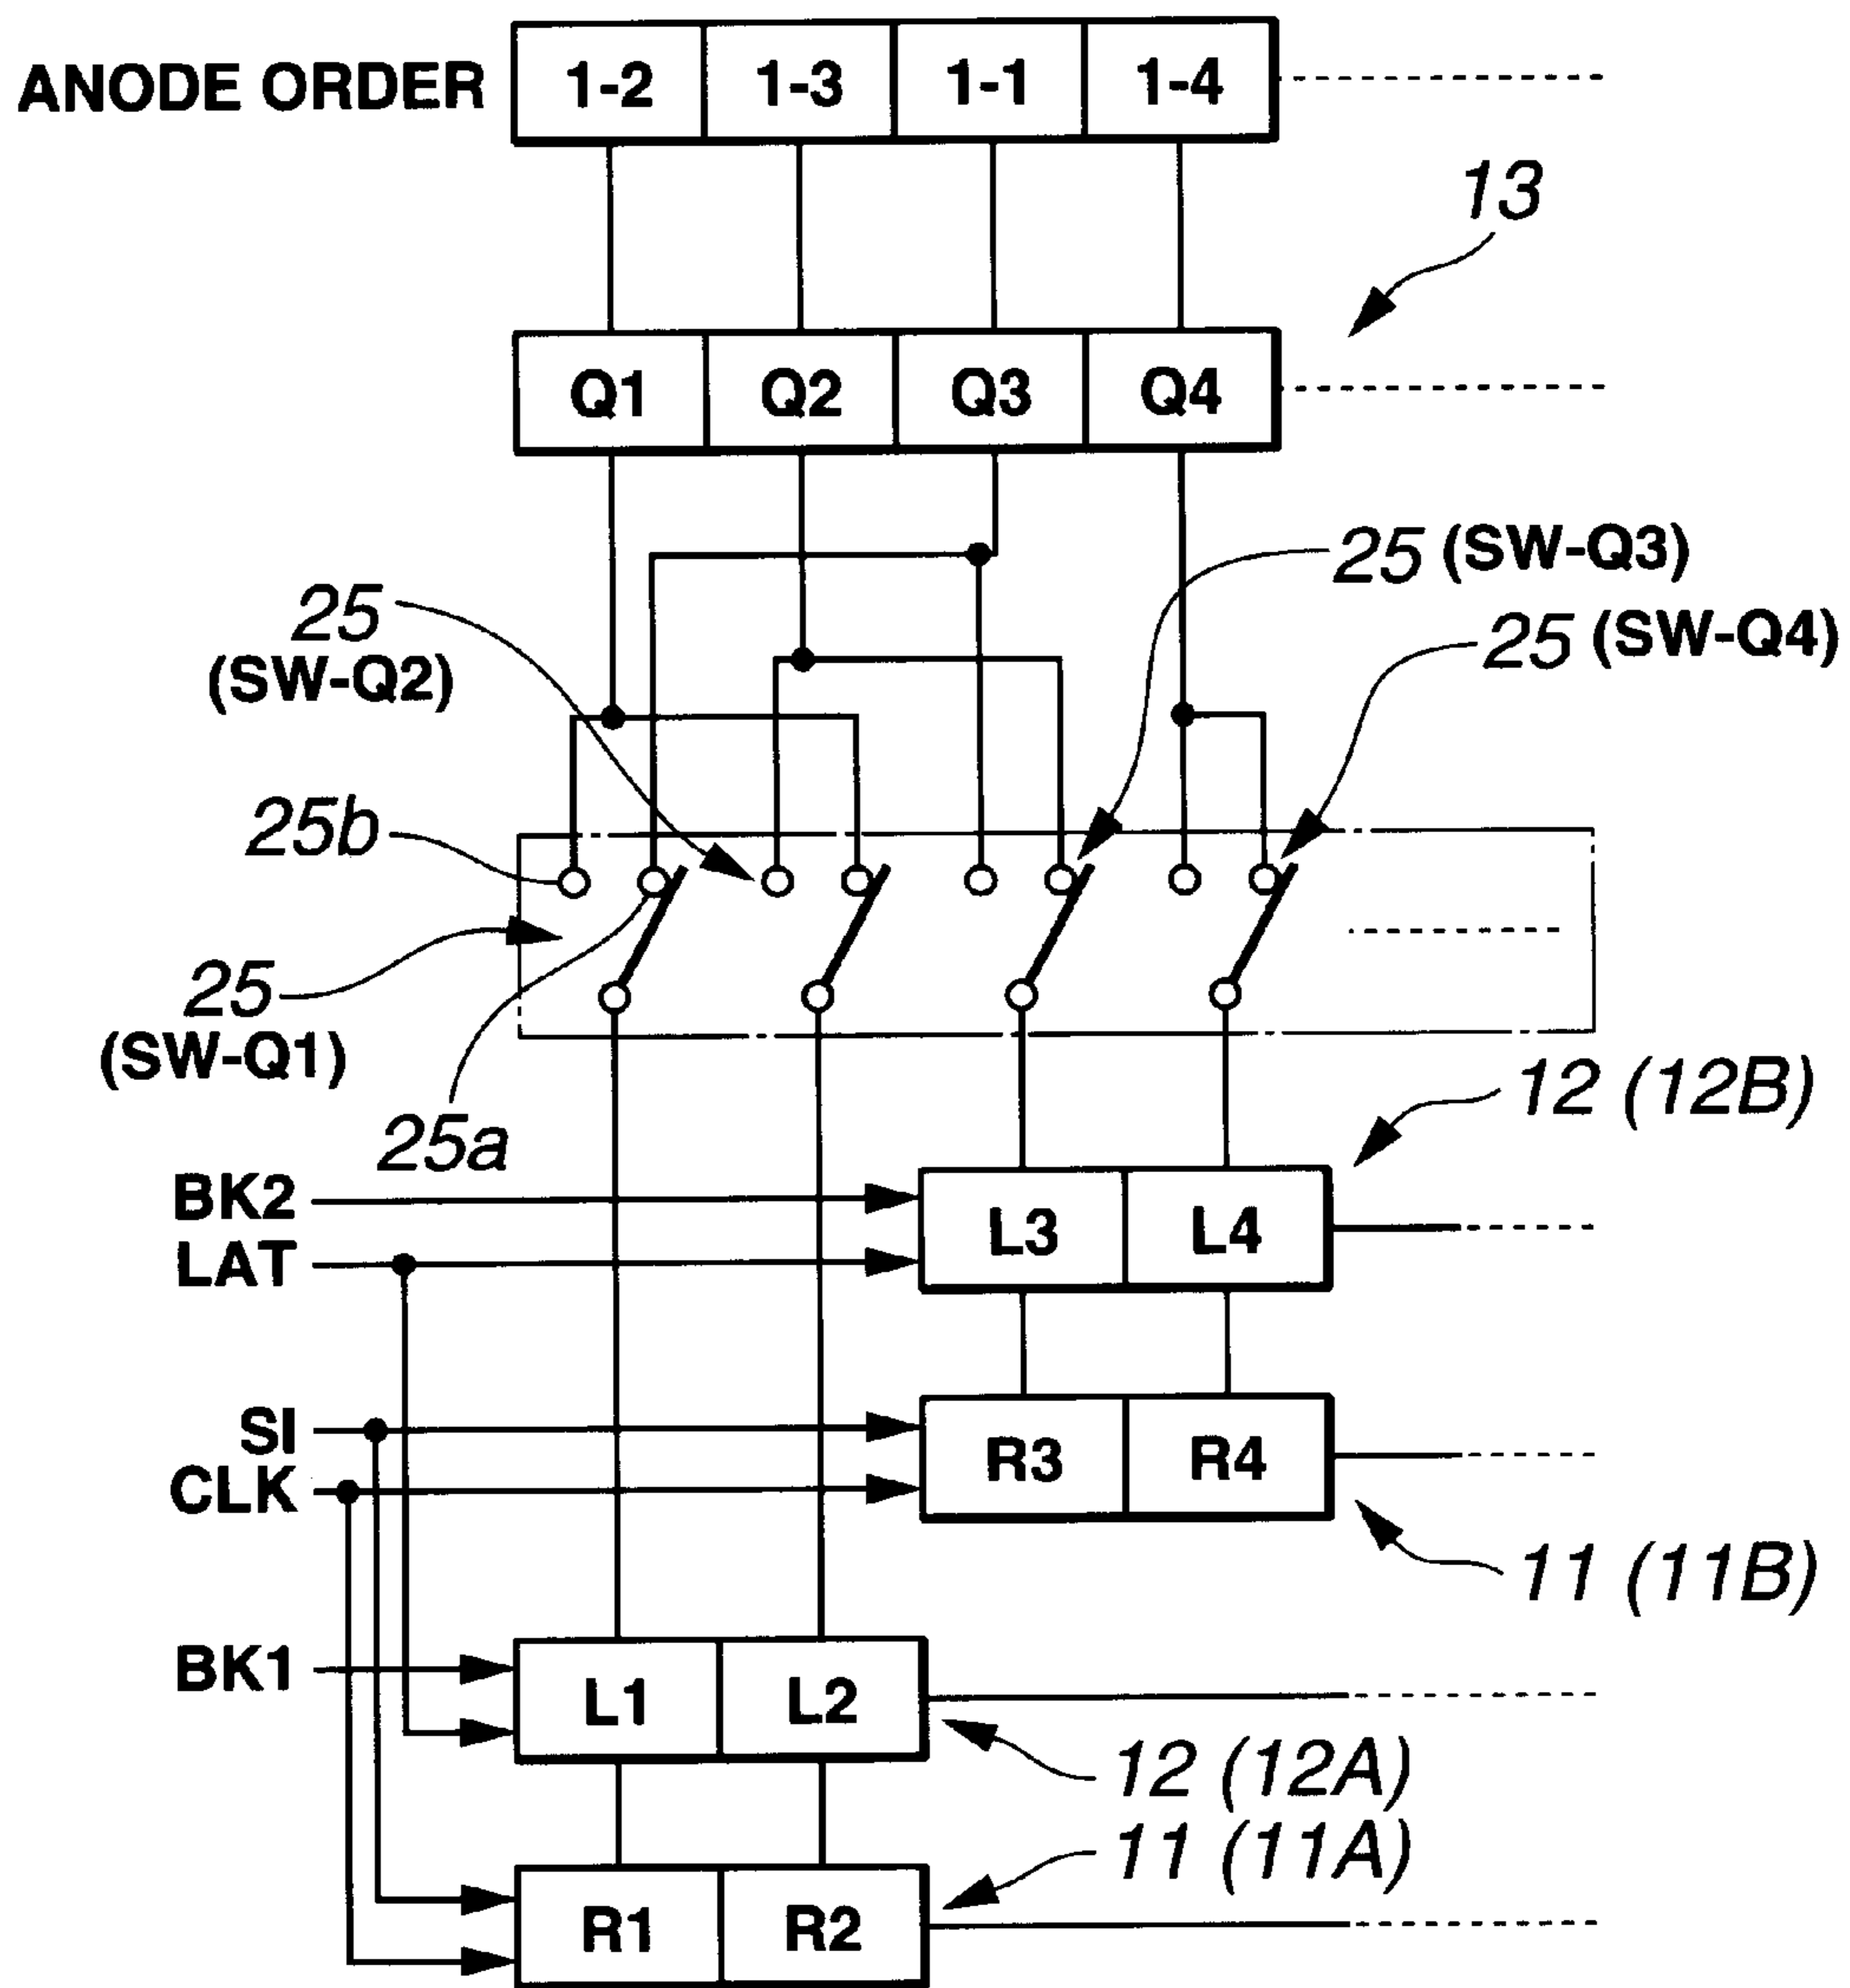 ANODE ORDER 1-2 1-3 1-1 1-4
13
Q1 Q2 Q3 Q4
25 (SW-Q3)
25 (SW-Q2)
25 (SW-Q4)
25b
25 (SW-Q1)
25a
12 (12B)
BK2
LAT
L3 L4
SI
CLK
R3 R4
11 (11B)
BK1
L1 L2
12 (12A)
11 (11A)
R1 R2